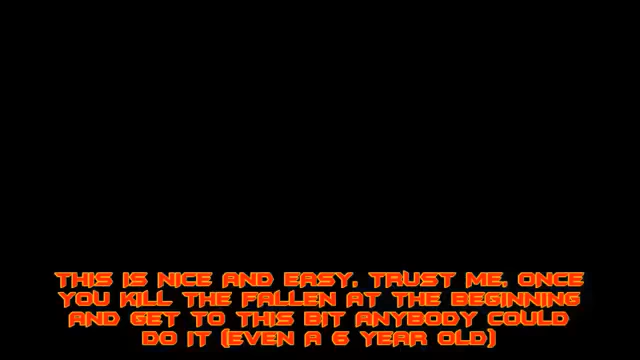 THIS IS NICE AND EASY, TRUST ME, ONCE
YOU KILL THE FALLEN AT THE BEGINNING
AND GET TO THIS BIT ANYBODY COULD
DO IT (EVEN A 6 YEAR OLD)